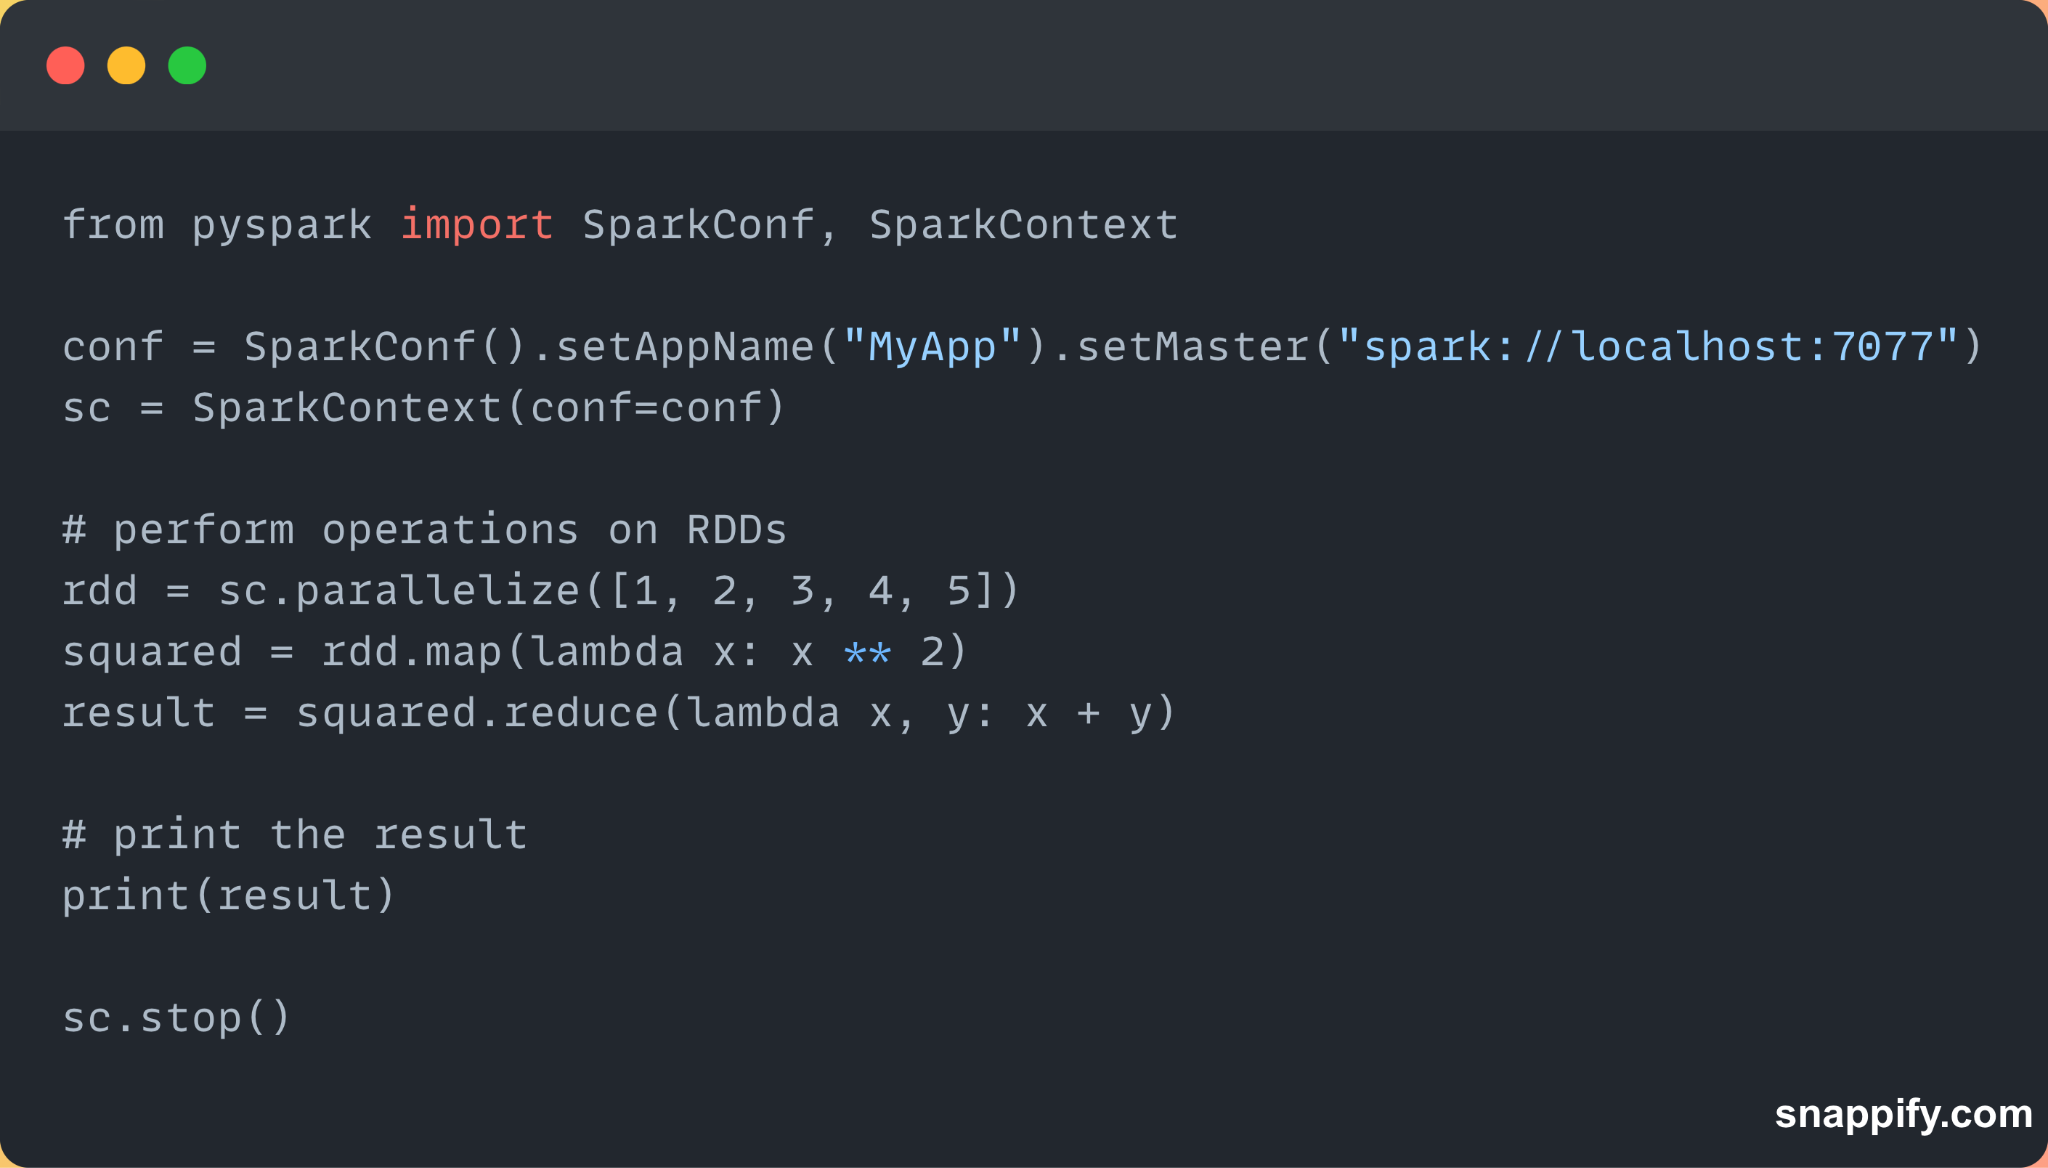 from pyspark import SparkConf, SparkContext
conf = SparkConf().setAppName("MyApp").setMaster("spark://localhost:7077")
sc = SparkContext(conf=conf)
# perform operations on RDDs
rdd = sc.parallelize([1, 2, 3, 4, 5])
squared = rdd.map(lambda x: x ** 2)
result = squared.reduce(lambda x, y: x + y)
# print the result
print(result)
sc.stop()
snappify.com